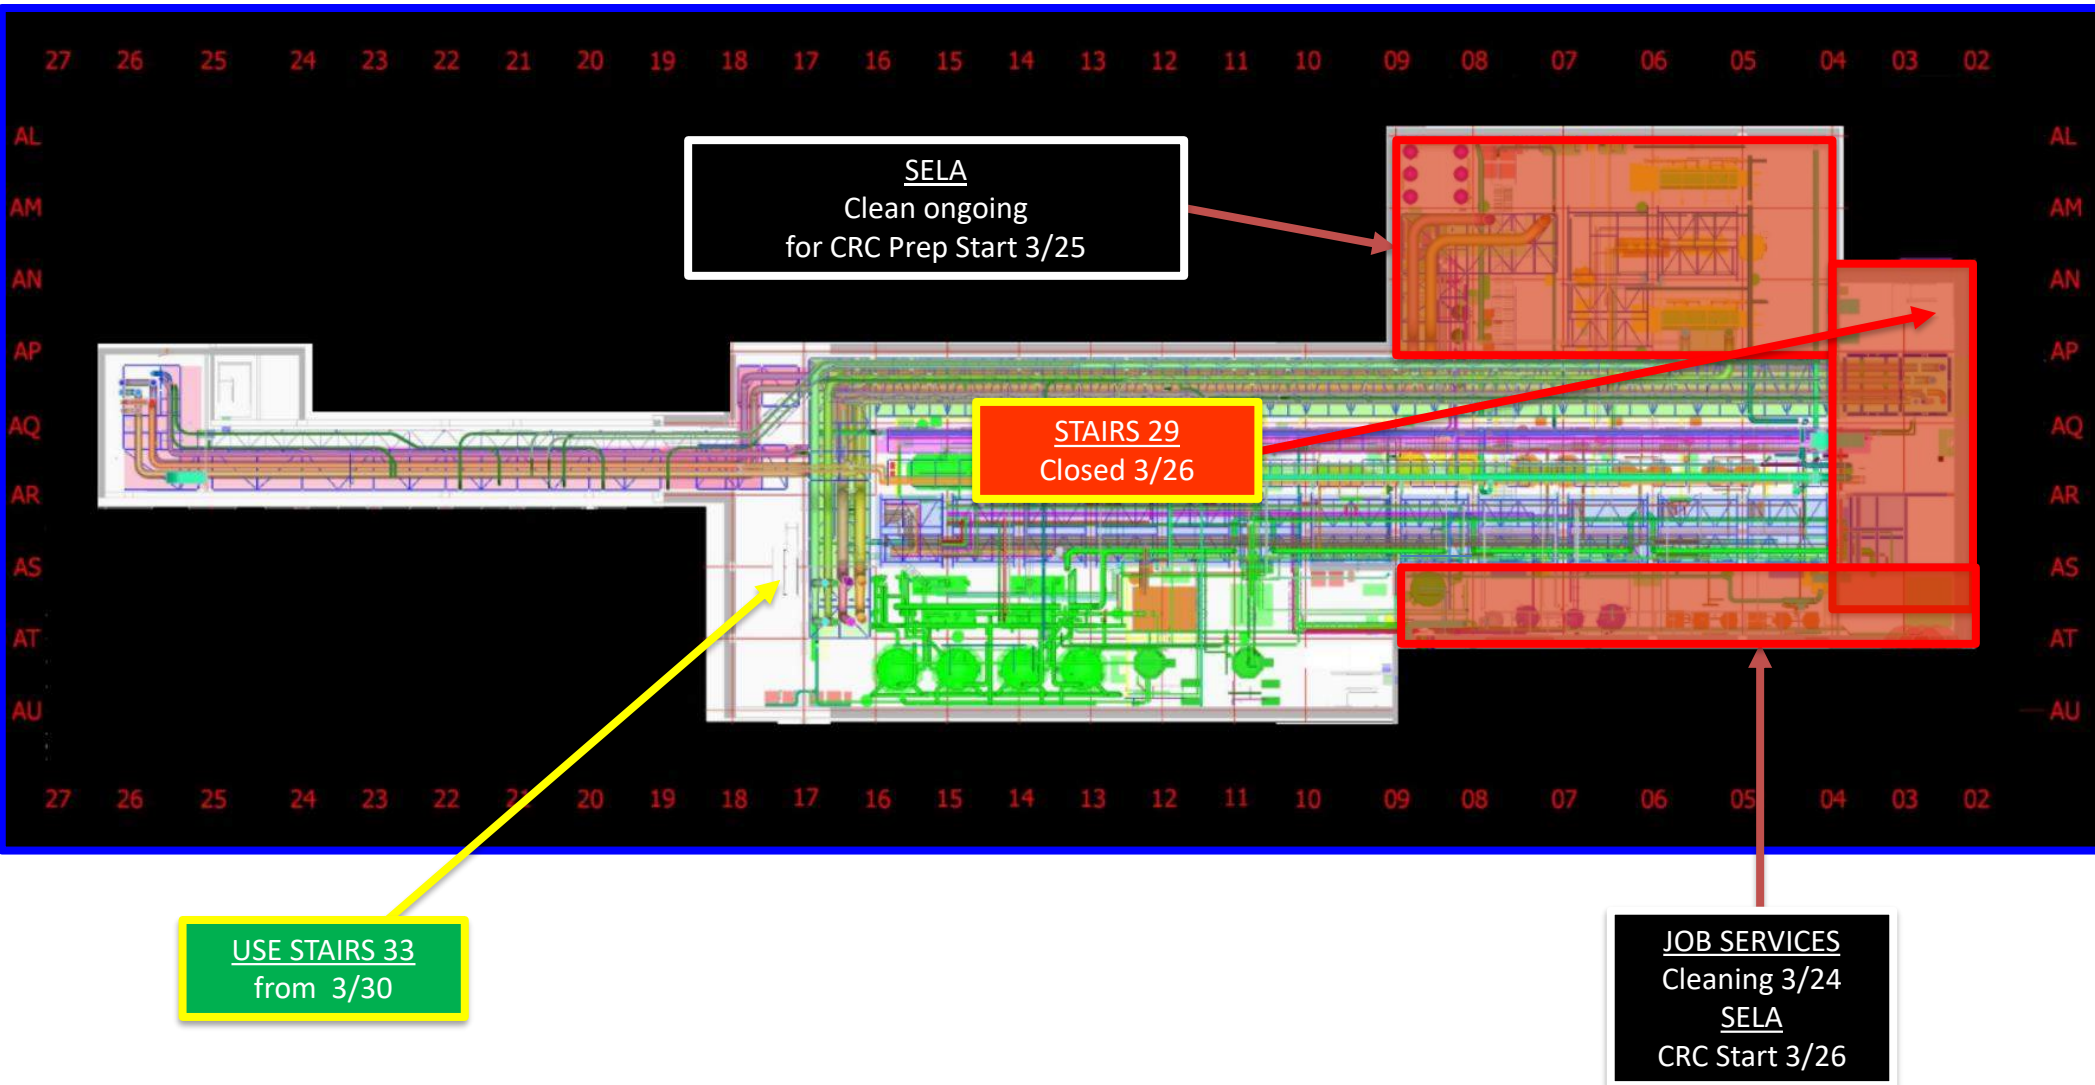 27 26 25 24 23 22 21 20 19 18 17 16 15 14 13 12 11 10 09 08 07 06 05 04 03 02
AL AL
SELA
Clean ongoing
for CRC Prep Start 3/25
AM AM
AN AN
AP AP
AQ AQ
STAIRS 29
Closed 3/26
AR AR
AS AS
AT AT
AU AU
27 26 25 24 23 22 21 20 19 18 17 16 15 14 13 12 11 10 09 08 07 06 05 04 03 02
USE STAIRS 33
from 3/30
JOB SERVICES
Cleaning 3/24
SELA
CRC Start 3/26